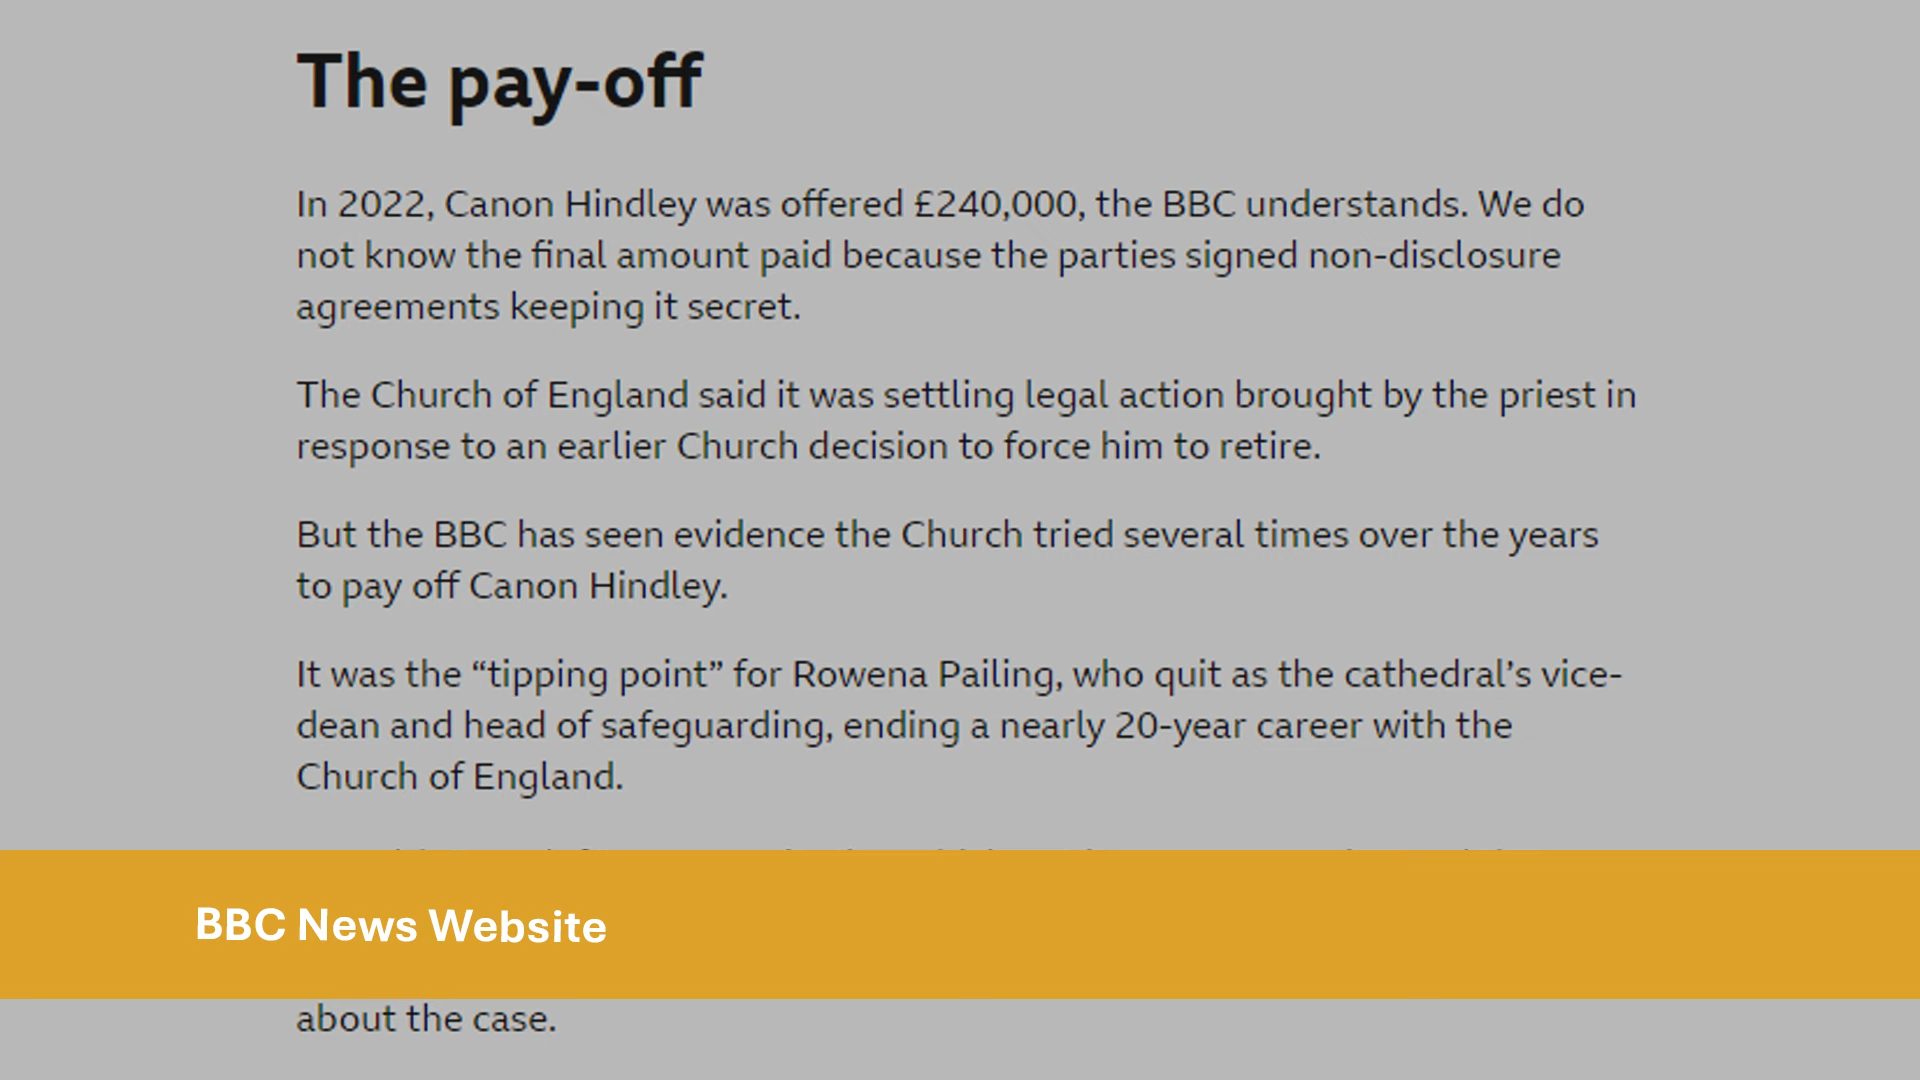 The pay-off
In 2022, Canon Hindley was offered £240,000, the BBC understands. We do
not know the final amount paid because the parties signed non-disclosure
agreements keeping it secret.
The Church of England said it was settling legal action brought by the priest in
response to an earlier Church decision to force him to retire.
But the BBC has seen evidence the Church tried several times over the years
to pay off Canon Hindley.
It was the “tipping point” for Rowena Pailing, who quit as the cathedral’s vice-
dean and head of safeguarding, ending a nearly 20-year career with the
Church of England.
BBC News Website
about the case.